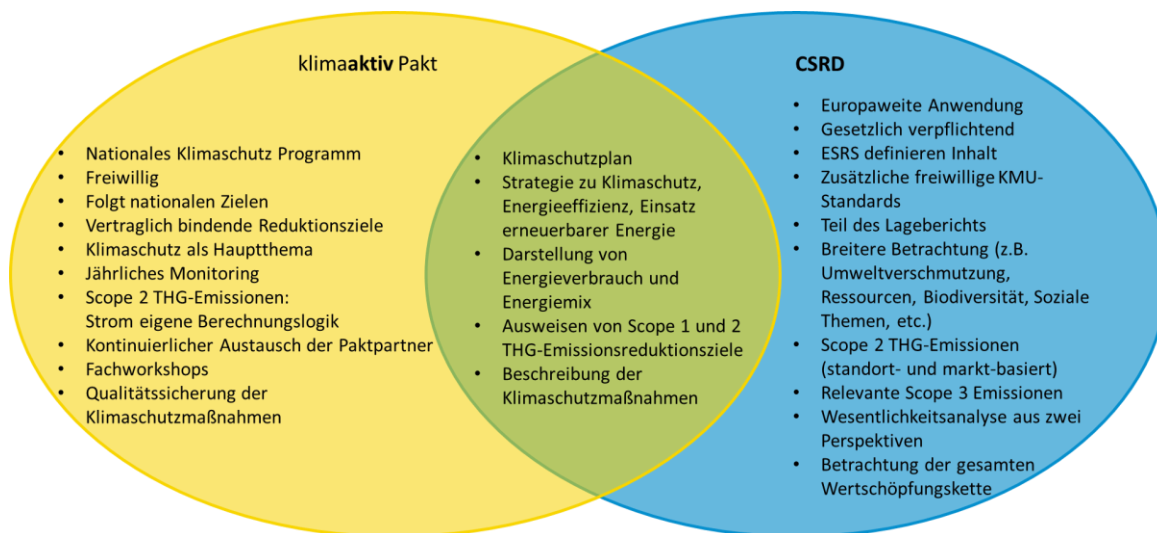 klimaaktiv Pakt
• Nationales Klimaschutz Programm
• Freiwillig
• Folgt nationalen Zielen
• Vertraglich bindende Reduktionsziele
• Klimaschutz als Hauptthema
• Jährliches Monitoring
• Scope 2 THG-Emissionen:
Strom eigene Berechnungslogik
• Kontinuierlicher Austausch der Paktpartner
• Fachworkshops
• Qualitätssicherung der
Klimaschutzmaßnahmen
• Klimaschutzplan
• Strategie zu Klimaschutz,
Energieeffizienz, Einsatz
erneuerbarer Energie
• Darstellung von
Energieverbrauch und
Energiemix
• Ausweisen von Scope 1 und 2
THG-Emissionsreduktionsziele
• Beschreibung der
Klimaschutzmaßnahmen
CSRD
• Europaweite Anwendung
• Gesetzlich verpflichtend
• ESRS definieren Inhalt
• Zusätzliche freiwillige KMU-
Standards
• Teil des Lageberichts
• Breitere Betrachtung (z.B.
Umweltverschmutzung,
Ressourcen, Biodiversität, Soziale
Themen, etc.)
• Scope 2 THG-Emissionen
(standort- und markt-basiert)
• Relevante Scope 3 Emissionen
• Wesentlichkeitsanalyse aus zwei
Perspektiven
• Betrachtung der gesamten
Wertschöpfungskette